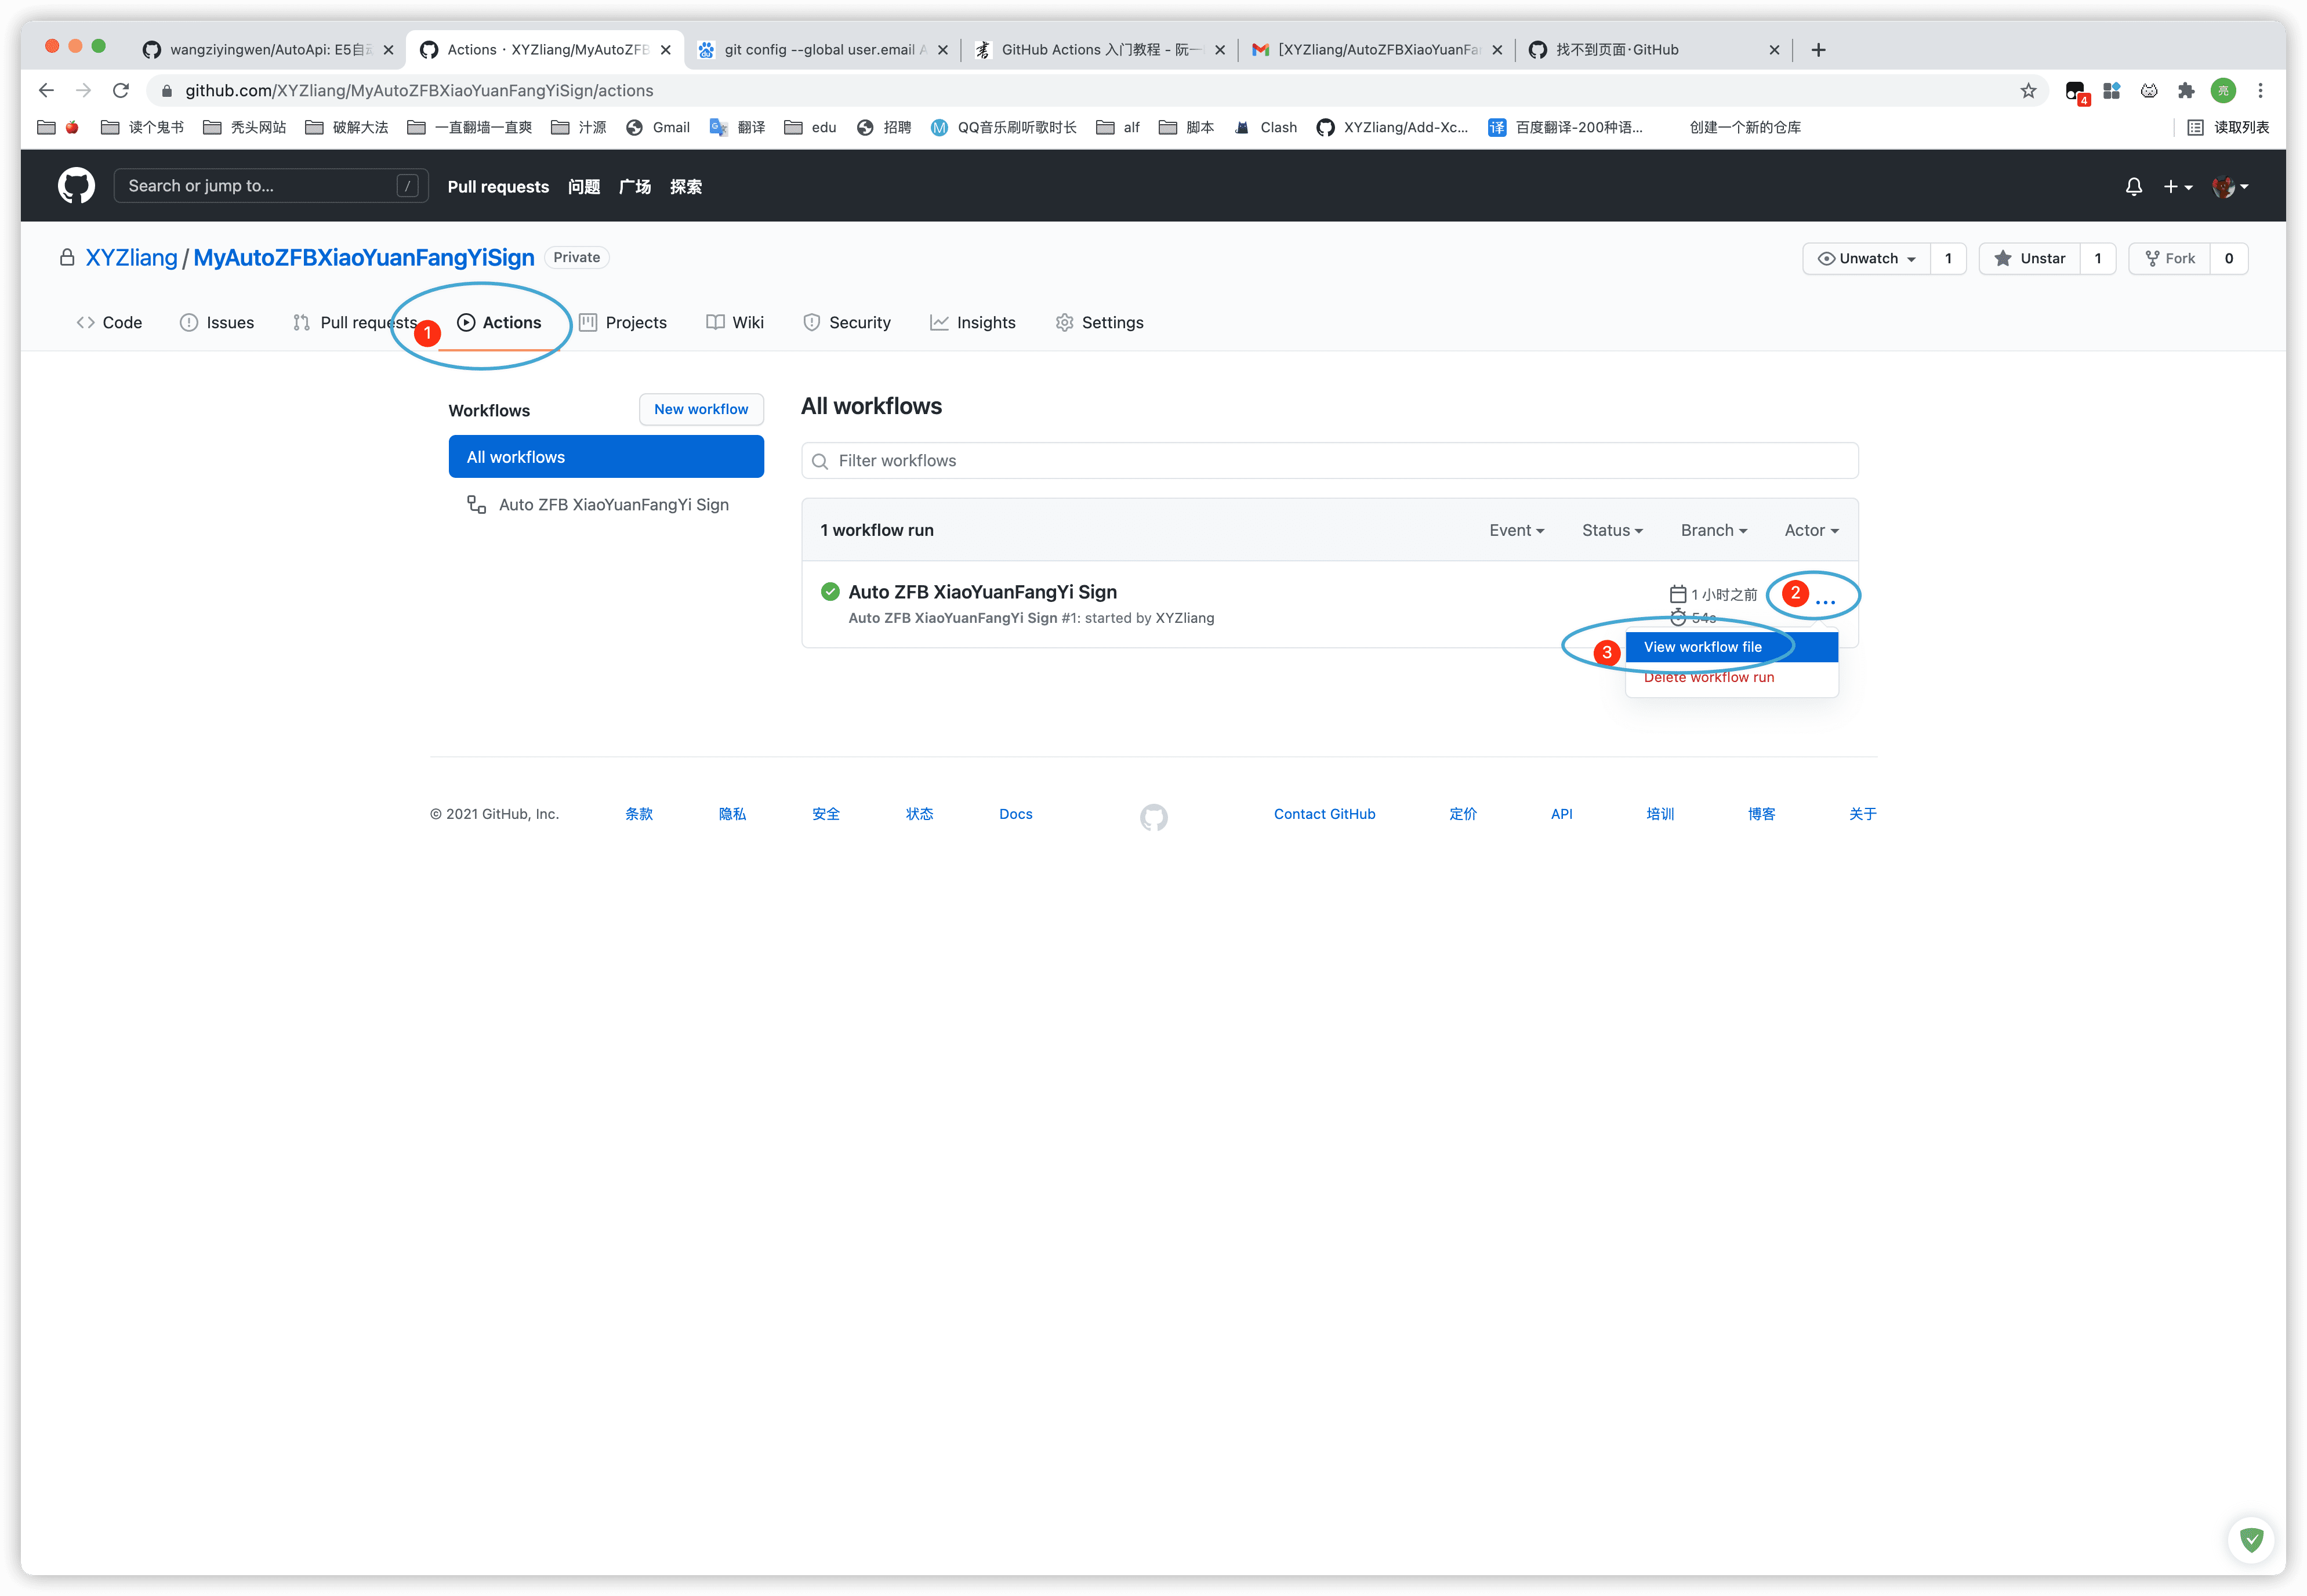 wangziyingwen/AutoApi: E5自动
Actions · XYZliang/MyAutoZFB
git config --global user.email A
GitHub Actions 入门教程 - 阮一
[XYZliang/AutoZFBXiaoYuanFan
找不到页面·GitHub
github.com/XYZliang/MyAutoZFBXiaoYuanFangYiSign/actions
4
亮
读个鬼书
秃头网站
破解大法
一直翻墙一直爽
汁源
Gmail
翻译
edu
招聘
M QQ音乐刷听歌时长
alf
脚本
Clash
XYZliang/Add-Xc...
译 百度翻译-200种语...
创建一个新的仓库
读取列表
Search or jump to... /
Pull requests 问题 广场 探索
XYZliang / MyAutoZFBXiaoYuanFangYiSign Private
Unwatch 1 Unstar 1 Fork 0
Code Issues Pull requests 1 Actions Projects Wiki Security Insights Settings
Workflows New workflow
All workflows
Auto ZFB XiaoYuanFangYi Sign
All workflows
Filter workflows
1 workflow run Event Status Branch Actor
Auto ZFB XiaoYuanFangYi Sign
Auto ZFB XiaoYuanFangYi Sign #1: started by XYZliang
1 小时之前 2 ...
54s
3 View workflow file
Delete workflow run
© 2021 GitHub, Inc. 条款 隐私 安全 状态 Docs Contact GitHub 定价 API 培训 博客 关于